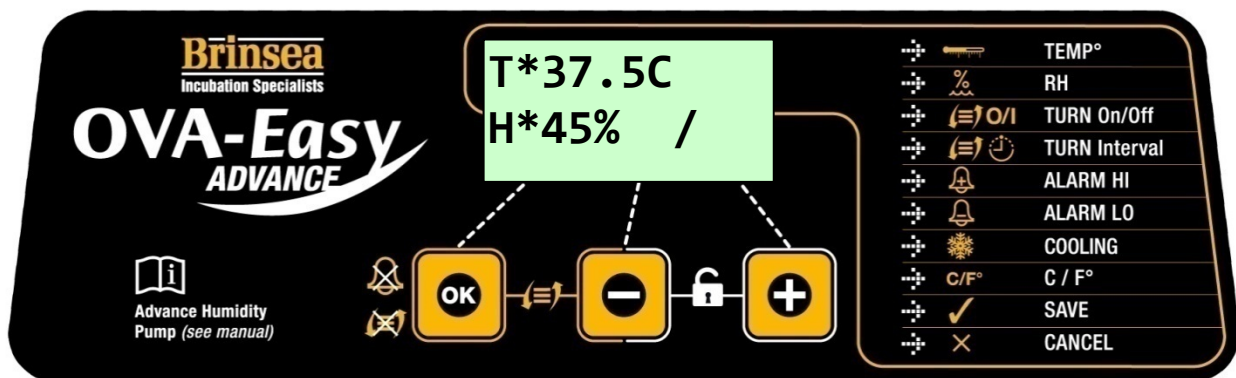 Brinsea
Incubation Specialists
OVA-Easy
ADVANCE
Advance Humidity
Pump (see manual)
T*37.5C
H*45% /
OK
TEMP°
% RH
O/I TURN On/Off
TURN Interval
ALARM HI
ALARM LO
COOLING
C/F° C / F°
SAVE
CANCEL